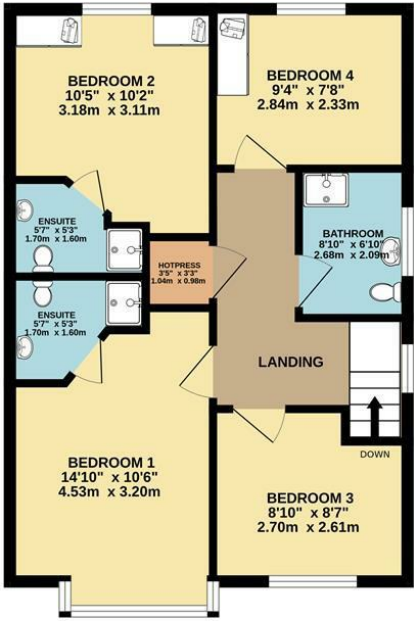 BEDROOM 2
10'5" x 10'2"
3.18m x 3.11m
BEDROOM 4
9'4" x 7'8"
2.84m x 2.33m
ENSUITE
5'7" x 5'3"
1.70m x 1.60m
BATHROOM
8'10" x 6'10"
2.68m x 2.09m
HOTPRESS
3'5" x 3'3"
1.04m x 0.98m
ENSUITE
5'7" x 5'3"
1.70m x 1.60m
LANDING
DOWN
BEDROOM 1
14'10" x 10'6"
4.53m x 3.20m
BEDROOM 3
8'10" x 8'7"
2.70m x 2.61m